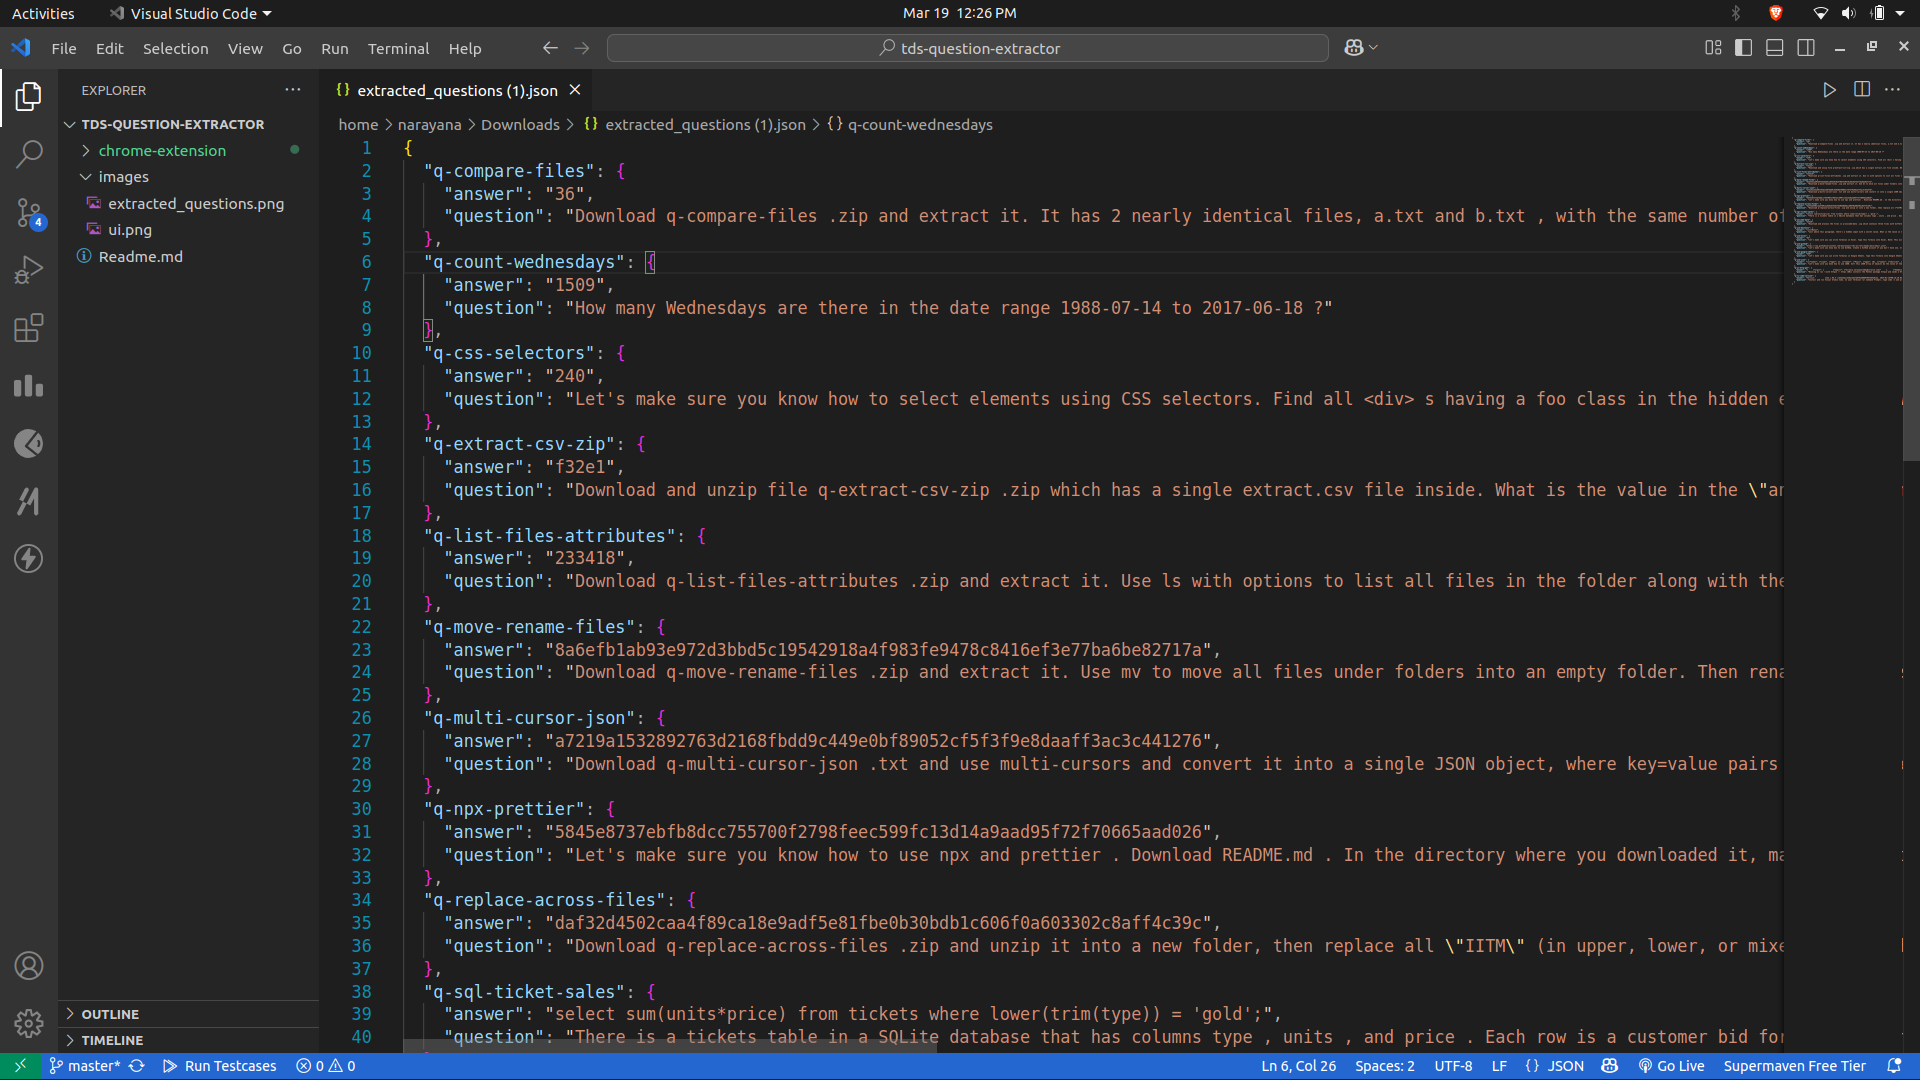 Activities Visual Studio Code Mar 19 12:26 PM
File Edit Selection View Go Run Terminal Help tds-question-extractor
EXPLORER
TDS-QUESTION-EXTRACTOR
chrome-extension
images
extracted_questions.png
ui.png
Readme.md
4
OUTLINE
TIMELINE
{} extracted_questions (1).json
home > narayana > Downloads > {} extracted_questions (1).json > {} q-count-wednesdays
1 {
2 "q-compare-files": {
3 "answer": "36",
4 "question": "Download q-compare-files .zip and extract it. It has 2 nearly identical files, a.txt and b.txt , with the same number of
5 },
6 "q-count-wednesdays": {
7 "answer": "1509",
8 "question": "How many Wednesdays are there in the date range 1988-07-14 to 2017-06-18 ?"
9 },
10 "q-css-selectors": {
11 "answer": "240",
12 "question": "Let's make sure you know how to select elements using CSS selectors. Find all <div> s having a foo class in the hidden e
13 },
14 "q-extract-csv-zip": {
15 "answer": "f32e1",
16 "question": "Download and unzip file q-extract-csv-zip .zip which has a single extract.csv file inside. What is the value in the \"an
17 },
18 "q-list-files-attributes": {
19 "answer": "233418",
20 "question": "Download q-list-files-attributes .zip and extract it. Use ls with options to list all files in the folder along with the
21 },
22 "q-move-rename-files": {
23 "answer": "8a6efb1ab93e972d3bbd5c19542918a4f983fe9478c8416ef3e77ba6be82717a",
24 "question": "Download q-move-rename-files .zip and extract it. Use mv to move all files under folders into an empty folder. Then rena
25 },
26 "q-multi-cursor-json": {
27 "answer": "a7219a1532892763d2168fbdd9c449e0bf89052cf5f3f9e8daaff3ac3c441276",
28 "question": "Download q-multi-cursor-json .txt and use multi-cursors and convert it into a single JSON object, where key=value pairs
29 },
30 "q-npx-prettier": {
31 "answer": "5845e8737ebfb8dcc755700f2798feec599fc13d14a9aad95f72f70665aad026",
32 "question": "Let's make sure you know how to use npx and prettier . Download README.md . In the directory where you downloaded it, ma
33 },
34 "q-replace-across-files": {
35 "answer": "daf32d4502caa4f89ca18e9adf5e81fbe0b30bdb1c606f0a603302c8aff4c39c",
36 "question": "Download q-replace-across-files .zip and unzip it into a new folder, then replace all \"IITM\" (in upper, lower, or mixe
37 },
38 "q-sql-ticket-sales": {
39 "answer": "select sum(units*price) from tickets where lower(trim(type)) = 'gold';",
40 "question": "There is a tickets table in a SQLite database that has columns type , units , and price . Each row is a customer bid for
master* Run Testcases 0 0 Ln 6, Col 26 Spaces: 2 UTF-8 LF {} JSON Go Live Supermaven Free Tier